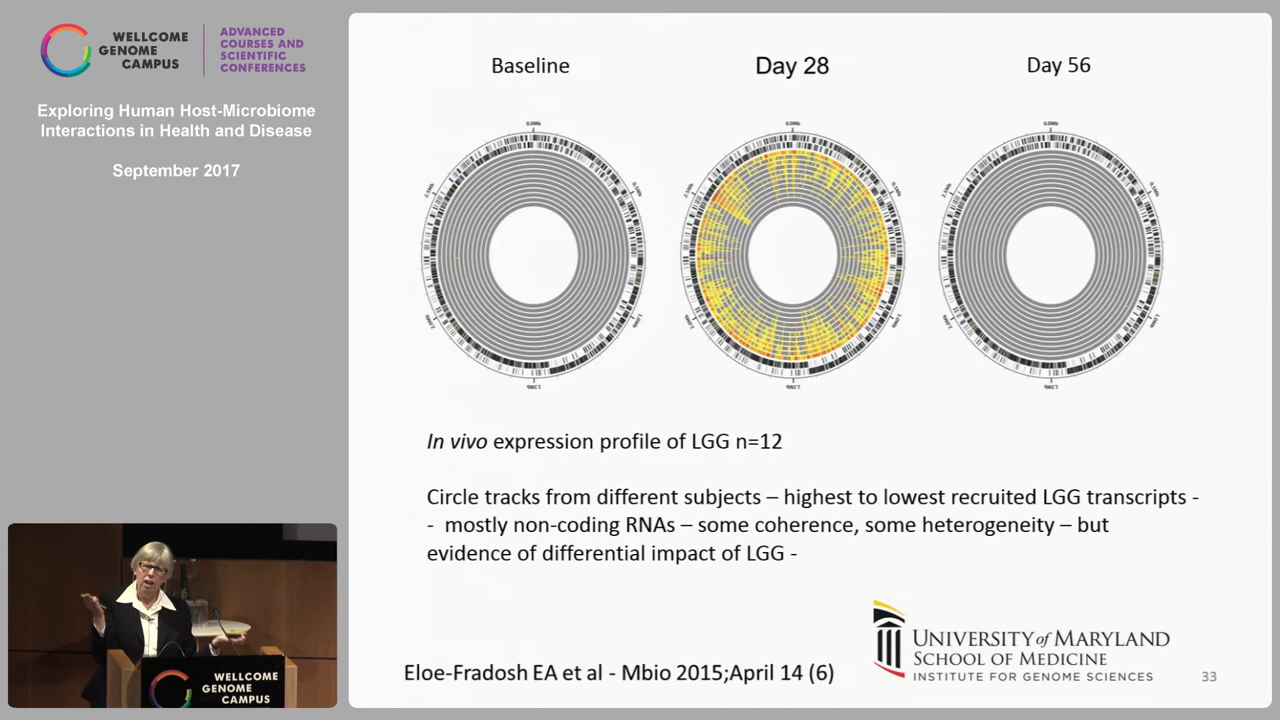 WELLCOME
GENOME
CAMPUS
ADVANCED
COURSES AND
SCIENTIFIC
CONFERENCES
Exploring Human Host-Microbiome
Interactions in Health and Disease
September 2017
Baseline
Day 28
Day 56
In vivo expression profile of LGG n=12
Circle tracks from different subjects – highest to lowest recruited LGG transcripts -
- mostly non-coding RNAs – some coherence, some heterogeneity – but
evidence of differential impact of LGG -
Eloe-Fradosh EA et al - Mbio 2015;April 14 (6)
UNIVERSITY of MARYLAND
SCHOOL OF MEDICINE
INSTITUTE FOR GENOME SCIENCES
33
WELLCOME
GENOME
CAMPUS